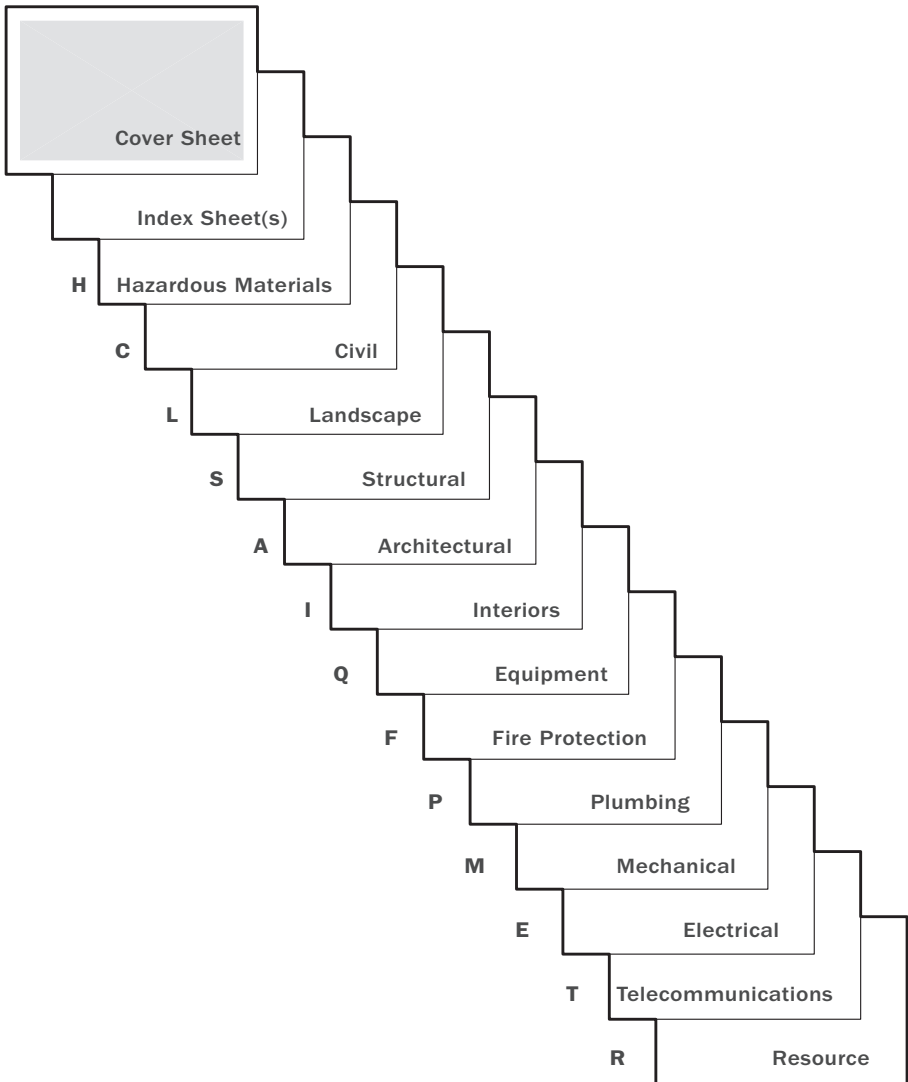 Cover Sheet
Index Sheet(s)
H Hazardous Materials
C Civil
L Landscape
S Structural
A Architectural
I Interiors
Q Equipment
F Fire Protection
P Plumbing
M Mechanical
E Electrical
T Telecommunications
R Resource